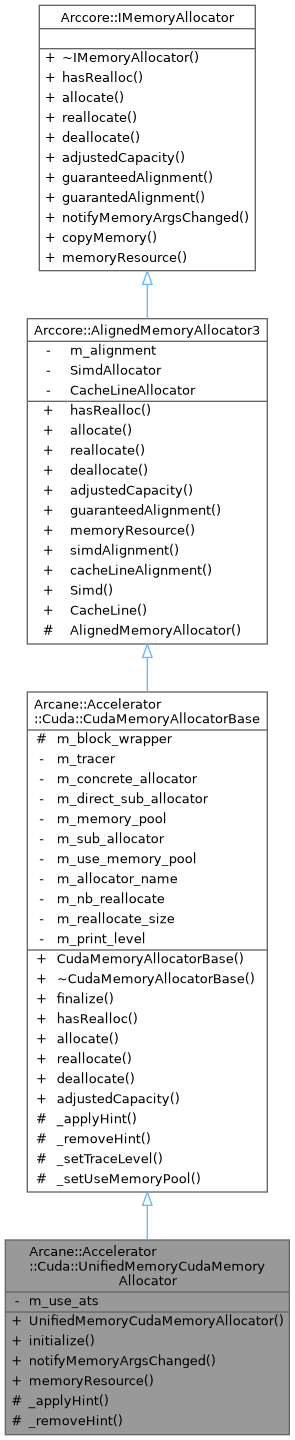 Arccore::IMemoryAllocator
+ ~IMemoryAllocator()
+ hasRealloc()
+ allocate()
+ reallocate()
+ deallocate()
+ adjustedCapacity()
+ guaranteedAlignment()
+ guarantedAlignment()
+ notifyMemoryArgsChanged()
+ copyMemory()
+ memoryResource()
Arccore::AlignedMemoryAllocator3
- m_alignment
- SimdAllocator
- CacheLineAllocator
+ hasRealloc()
+ allocate()
+ reallocate()
+ deallocate()
+ adjustedCapacity()
+ guaranteedAlignment()
+ memoryResource()
+ simdAlignment()
+ cacheLineAlignment()
+ Simd()
+ CacheLine()
# AlignedMemoryAllocator()
Arcane::Accelerator
::Cuda::CudaMemoryAllocatorBase
# m_block_wrapper
- m_tracer
- m_concrete_allocator
- m_direct_sub_allocator
- m_memory_pool
- m_sub_allocator
- m_use_memory_pool
- m_allocator_name
- m_nb_reallocate
- m_reallocate_size
- m_print_level
+ CudaMemoryAllocatorBase()
+ ~CudaMemoryAllocatorBase()
+ finalize()
+ hasRealloc()
+ allocate()
+ reallocate()
+ deallocate()
+ adjustedCapacity()
# _applyHint()
# _removeHint()
# _setTraceLevel()
# _setUseMemoryPool()
Arcane::Accelerator
::Cuda::UnifiedMemoryCudaMemory
Allocator
- m_use_ats
+ UnifiedMemoryCudaMemoryAllocator()
+ initialize()
+ notifyMemoryArgsChanged()
+ memoryResource()
# _applyHint()
# _removeHint()